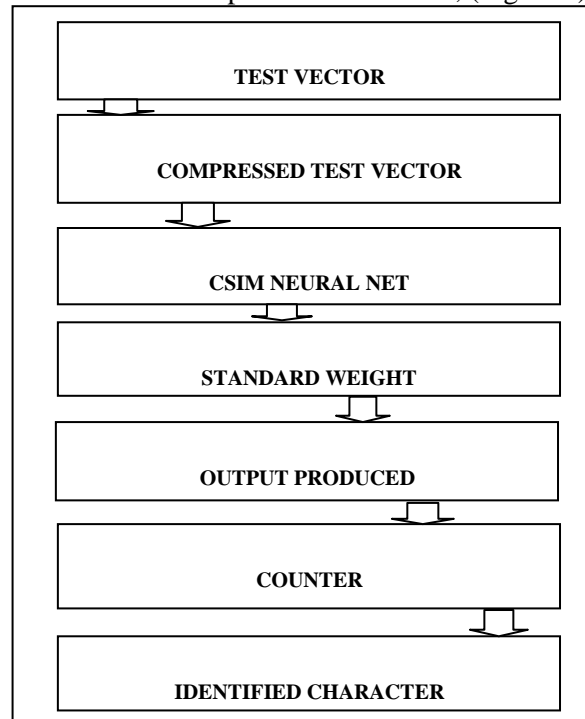 TEST VECTOR
COMPRESSED TEST VECTOR
CSIM NEURAL NET
STANDARD WEIGHT
OUTPUT PRODUCED
COUNTER
IDENTIFIED CHARACTER